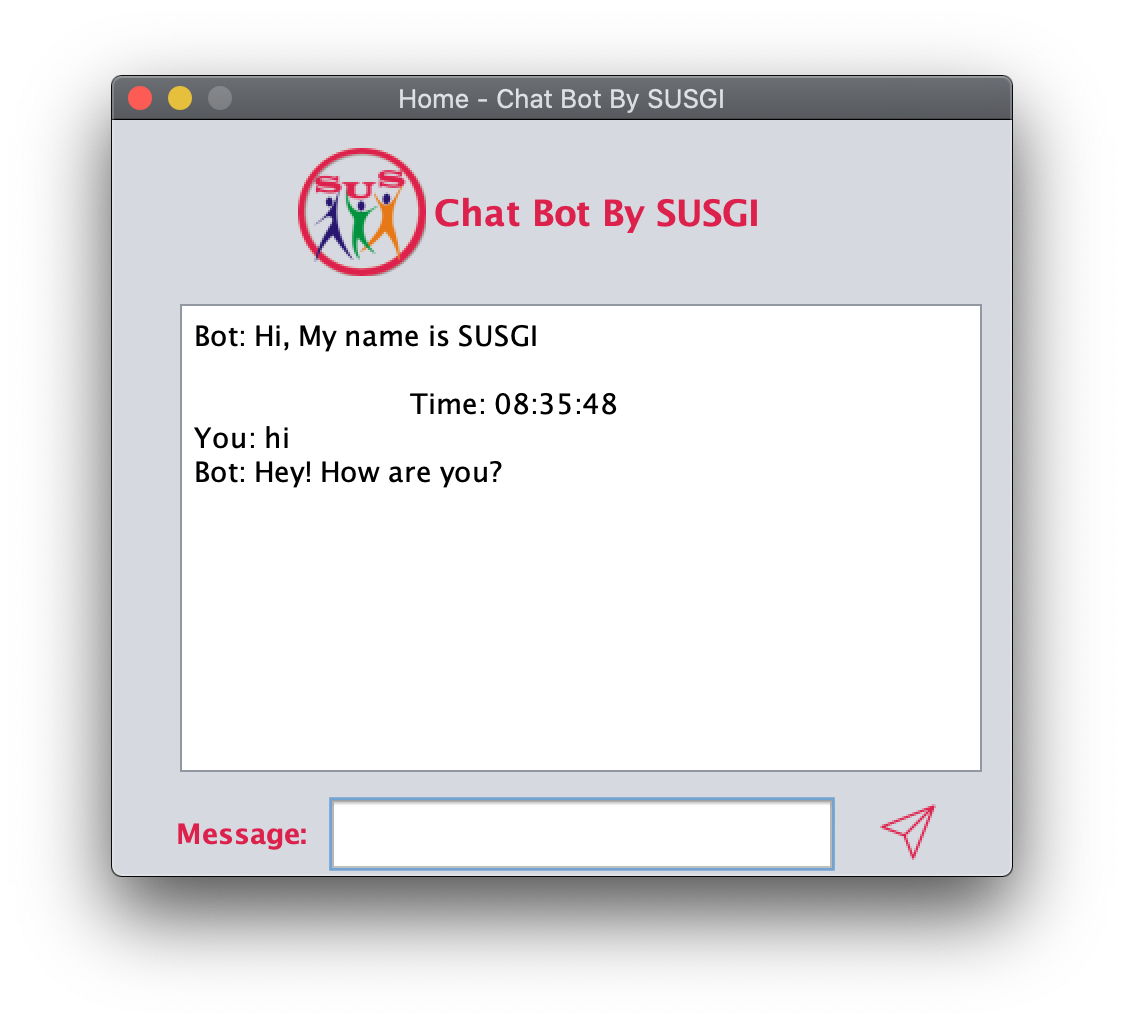 Home - Chat Bot By SUSGI
SUS
Chat Bot By SUSGI
Bot: Hi, My name is SUSGI
Time: 08:35:48
You: hi
Bot: Hey! How are you?
Message: